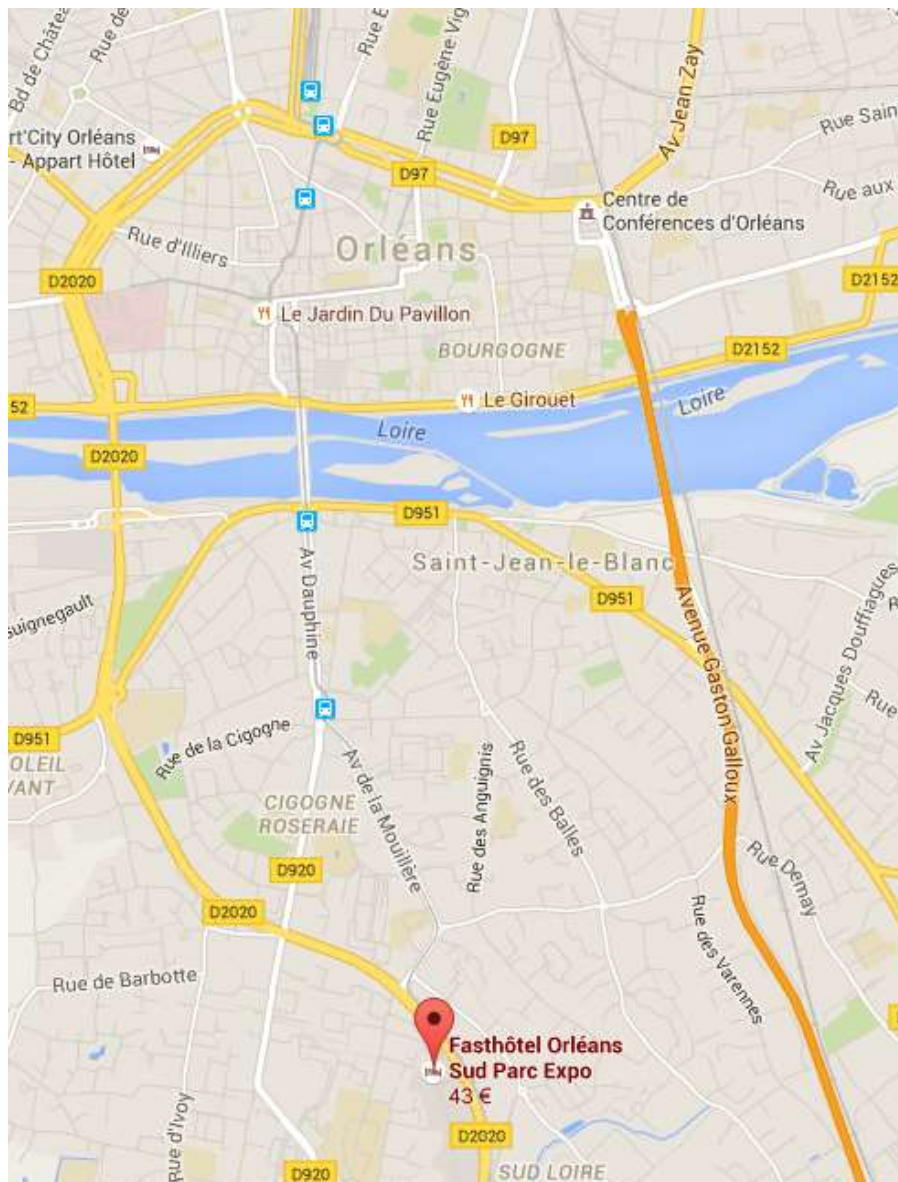 Bd de Château
Rue de
Rue E
Rue Eugène Vig
Av Jean Zay
D97
Rue Sain
rt'City Orléans
- Appart Hôtel
D97
Rue aux
Centre de
Conférences d'Orléans
Rue d'Illiers
Orléans
D2020
D2152
Le Jardin Du Pavillon
BOURGOGNE
D2152
Le Girouet
Loire
52
Loire
D2020
D951
Saint-Jean-le-Blanc
Av Dauphine
D951
Avenue Gaston Galloux
Av Jacques Douffiagues
uignegault
Rue
D951
Rue de la Cigogne
OLEIL
VANT
Av de la Mouillère
Rue des Anguignis
Rue des Balles
CIGOGNE
ROSERAIE
D920
Rue Demay
D2020
Rue des Varennes
Rue de Barbotte
Fasthôtel Orléans
Sud Parc Expo
43 €
Rue d'Ivoy
D2020
D920
SUD LOIRE